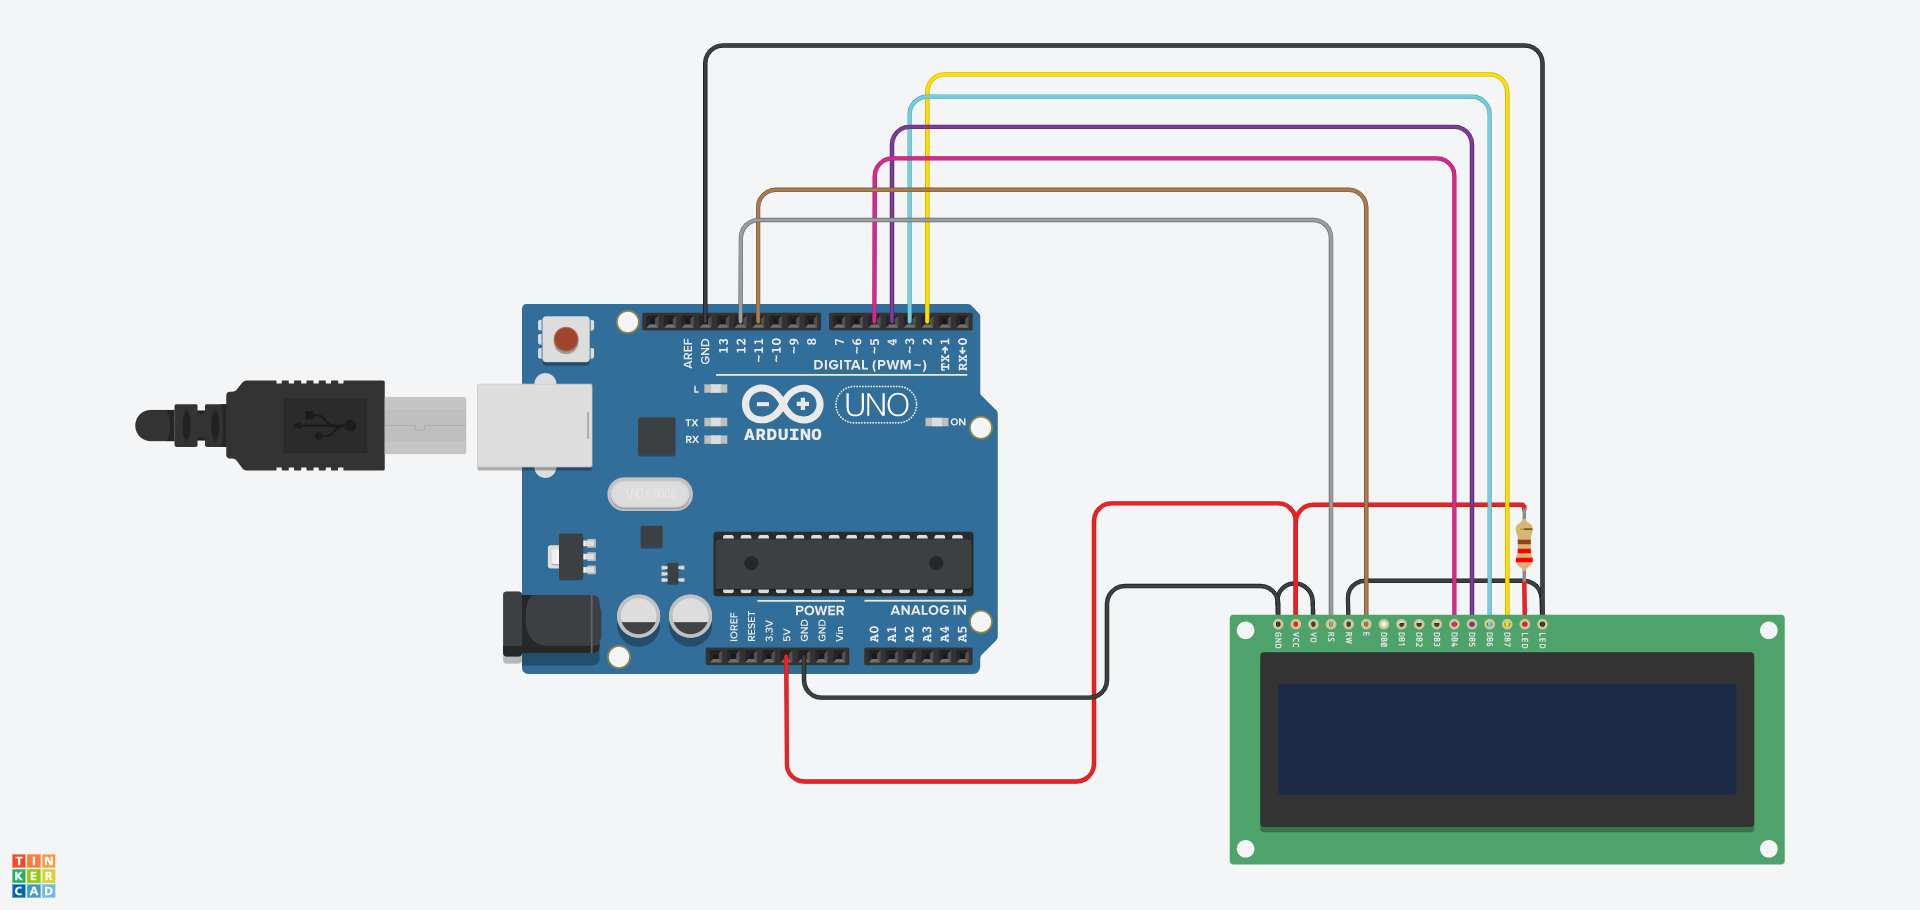 AREF
GND
13
12
~11
~10
~9
8
7
~6
~5
4
~3
2
TX→1
RX←0
DIGITAL (PWM~)
L
TX
RX
ARDUINO
UNO
ON
SPK16.000G
POWER
ANALOG IN
IOREF
RESET
3.3V
5V
GND
GND
Vin
A0
A1
A2
A3
A4
A5
GND
VCC
VO
RS
RW
E
DB0
DB1
DB2
DB3
DB4
DB5
DB6
DB7
LED
LED
TIN
KER
CAD